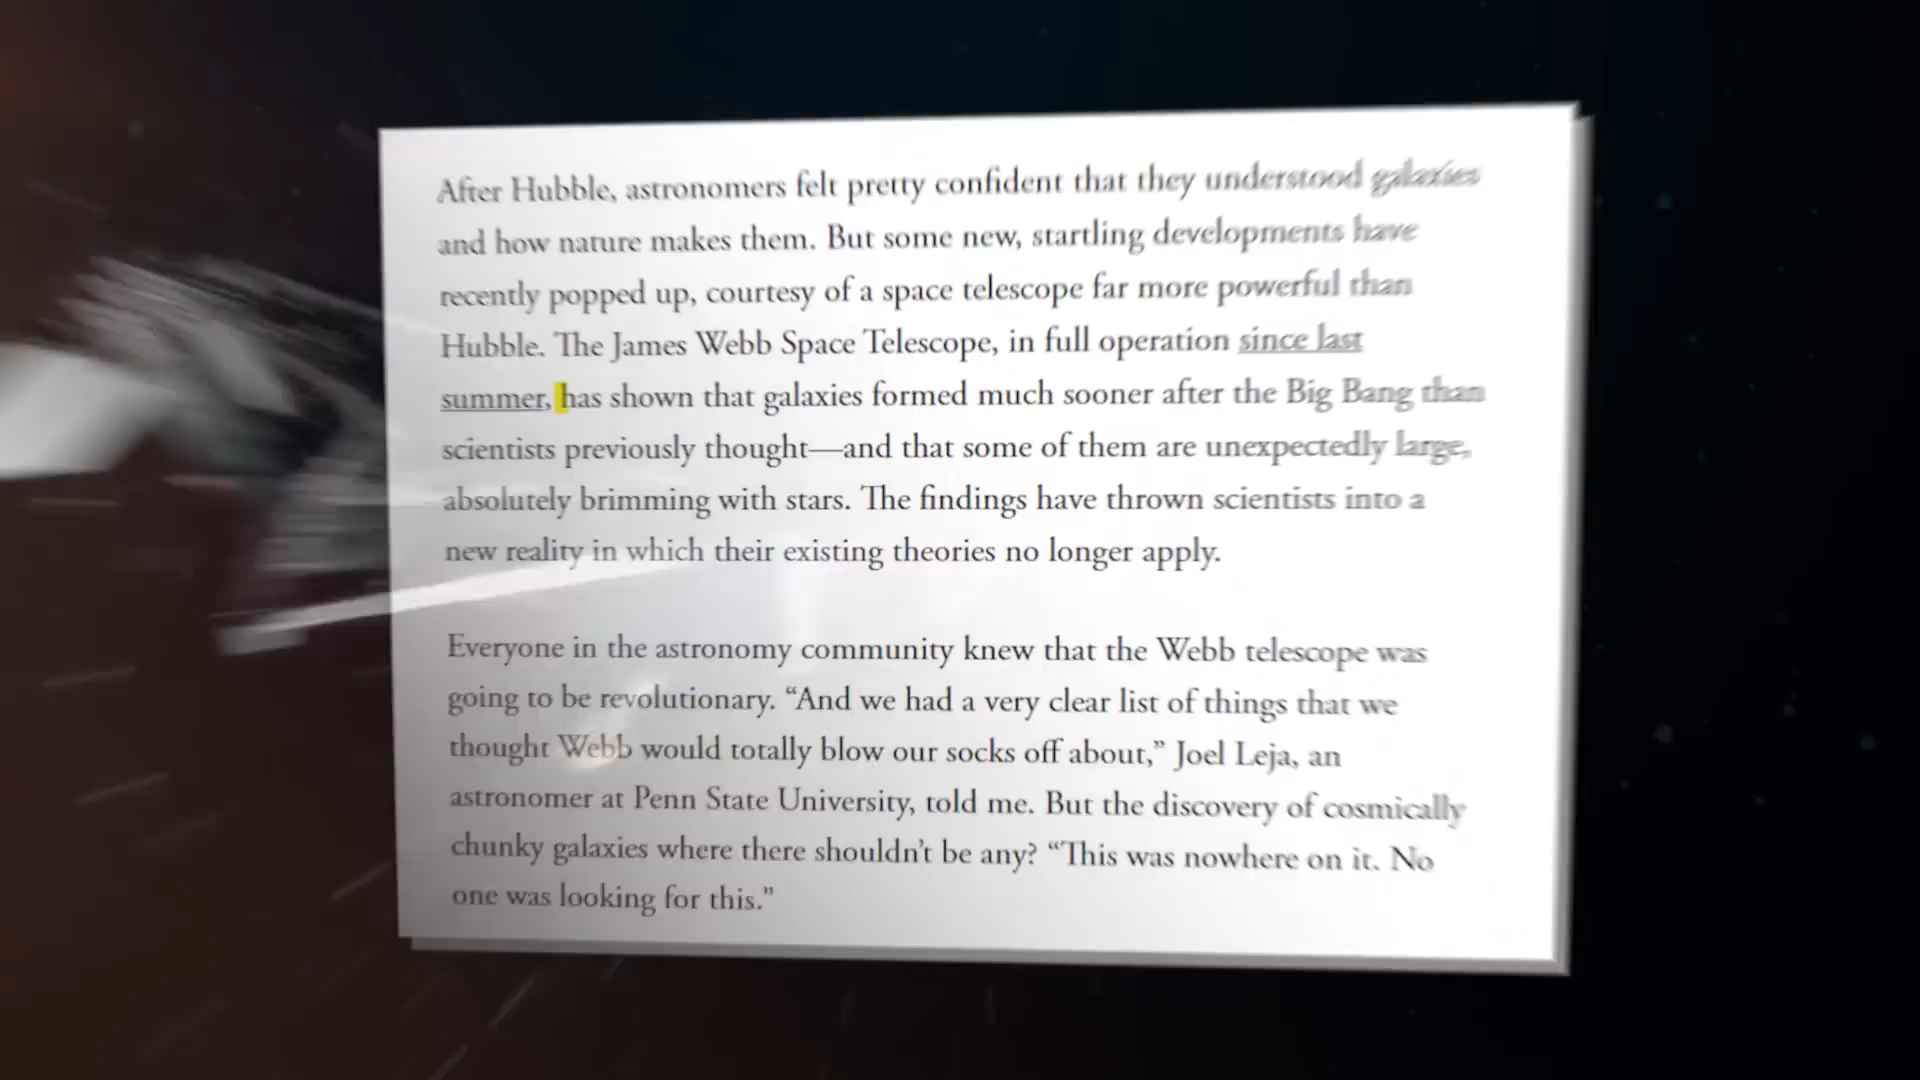 After Hubble, astronomers felt pretty confident that they understood galaxies
and how nature makes them. But some new, startling developments have
recently popped up, courtesy of a space telescope far more powerful than
Hubble. The James Webb Space Telescope, in full operation since last
summer, has shown that galaxies formed much sooner after the Big Bang than
scientists previously thought—and that some of them are unexpectedly large,
absolutely brimming with stars. The findings have thrown scientists into a
new reality in which their existing theories no longer apply.
Everyone in the astronomy community knew that the Webb telescope was
going to be revolutionary. “And we had a very clear list of things that we
thought Webb would totally blow our socks off about,” Joel Leja, an
astronomer at Penn State University, told me. But the discovery of cosmically
chunky galaxies where there shouldn’t be any? “This was nowhere on it. No
one was looking for this.”